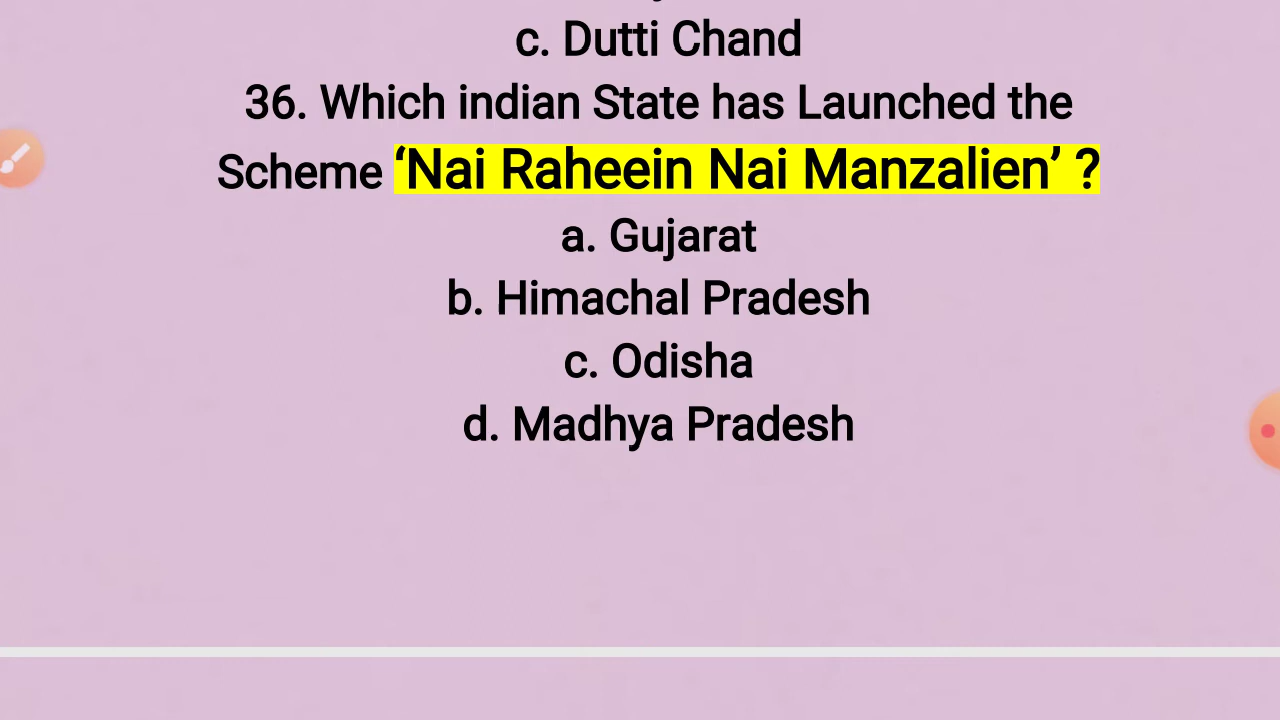 c. Dutti Chand
36. Which indian State has Launched the
Scheme ‘Nai Raheein Nai Manzalien’ ?
a. Gujarat
b. Himachal Pradesh
c. Odisha
d. Madhya Pradesh